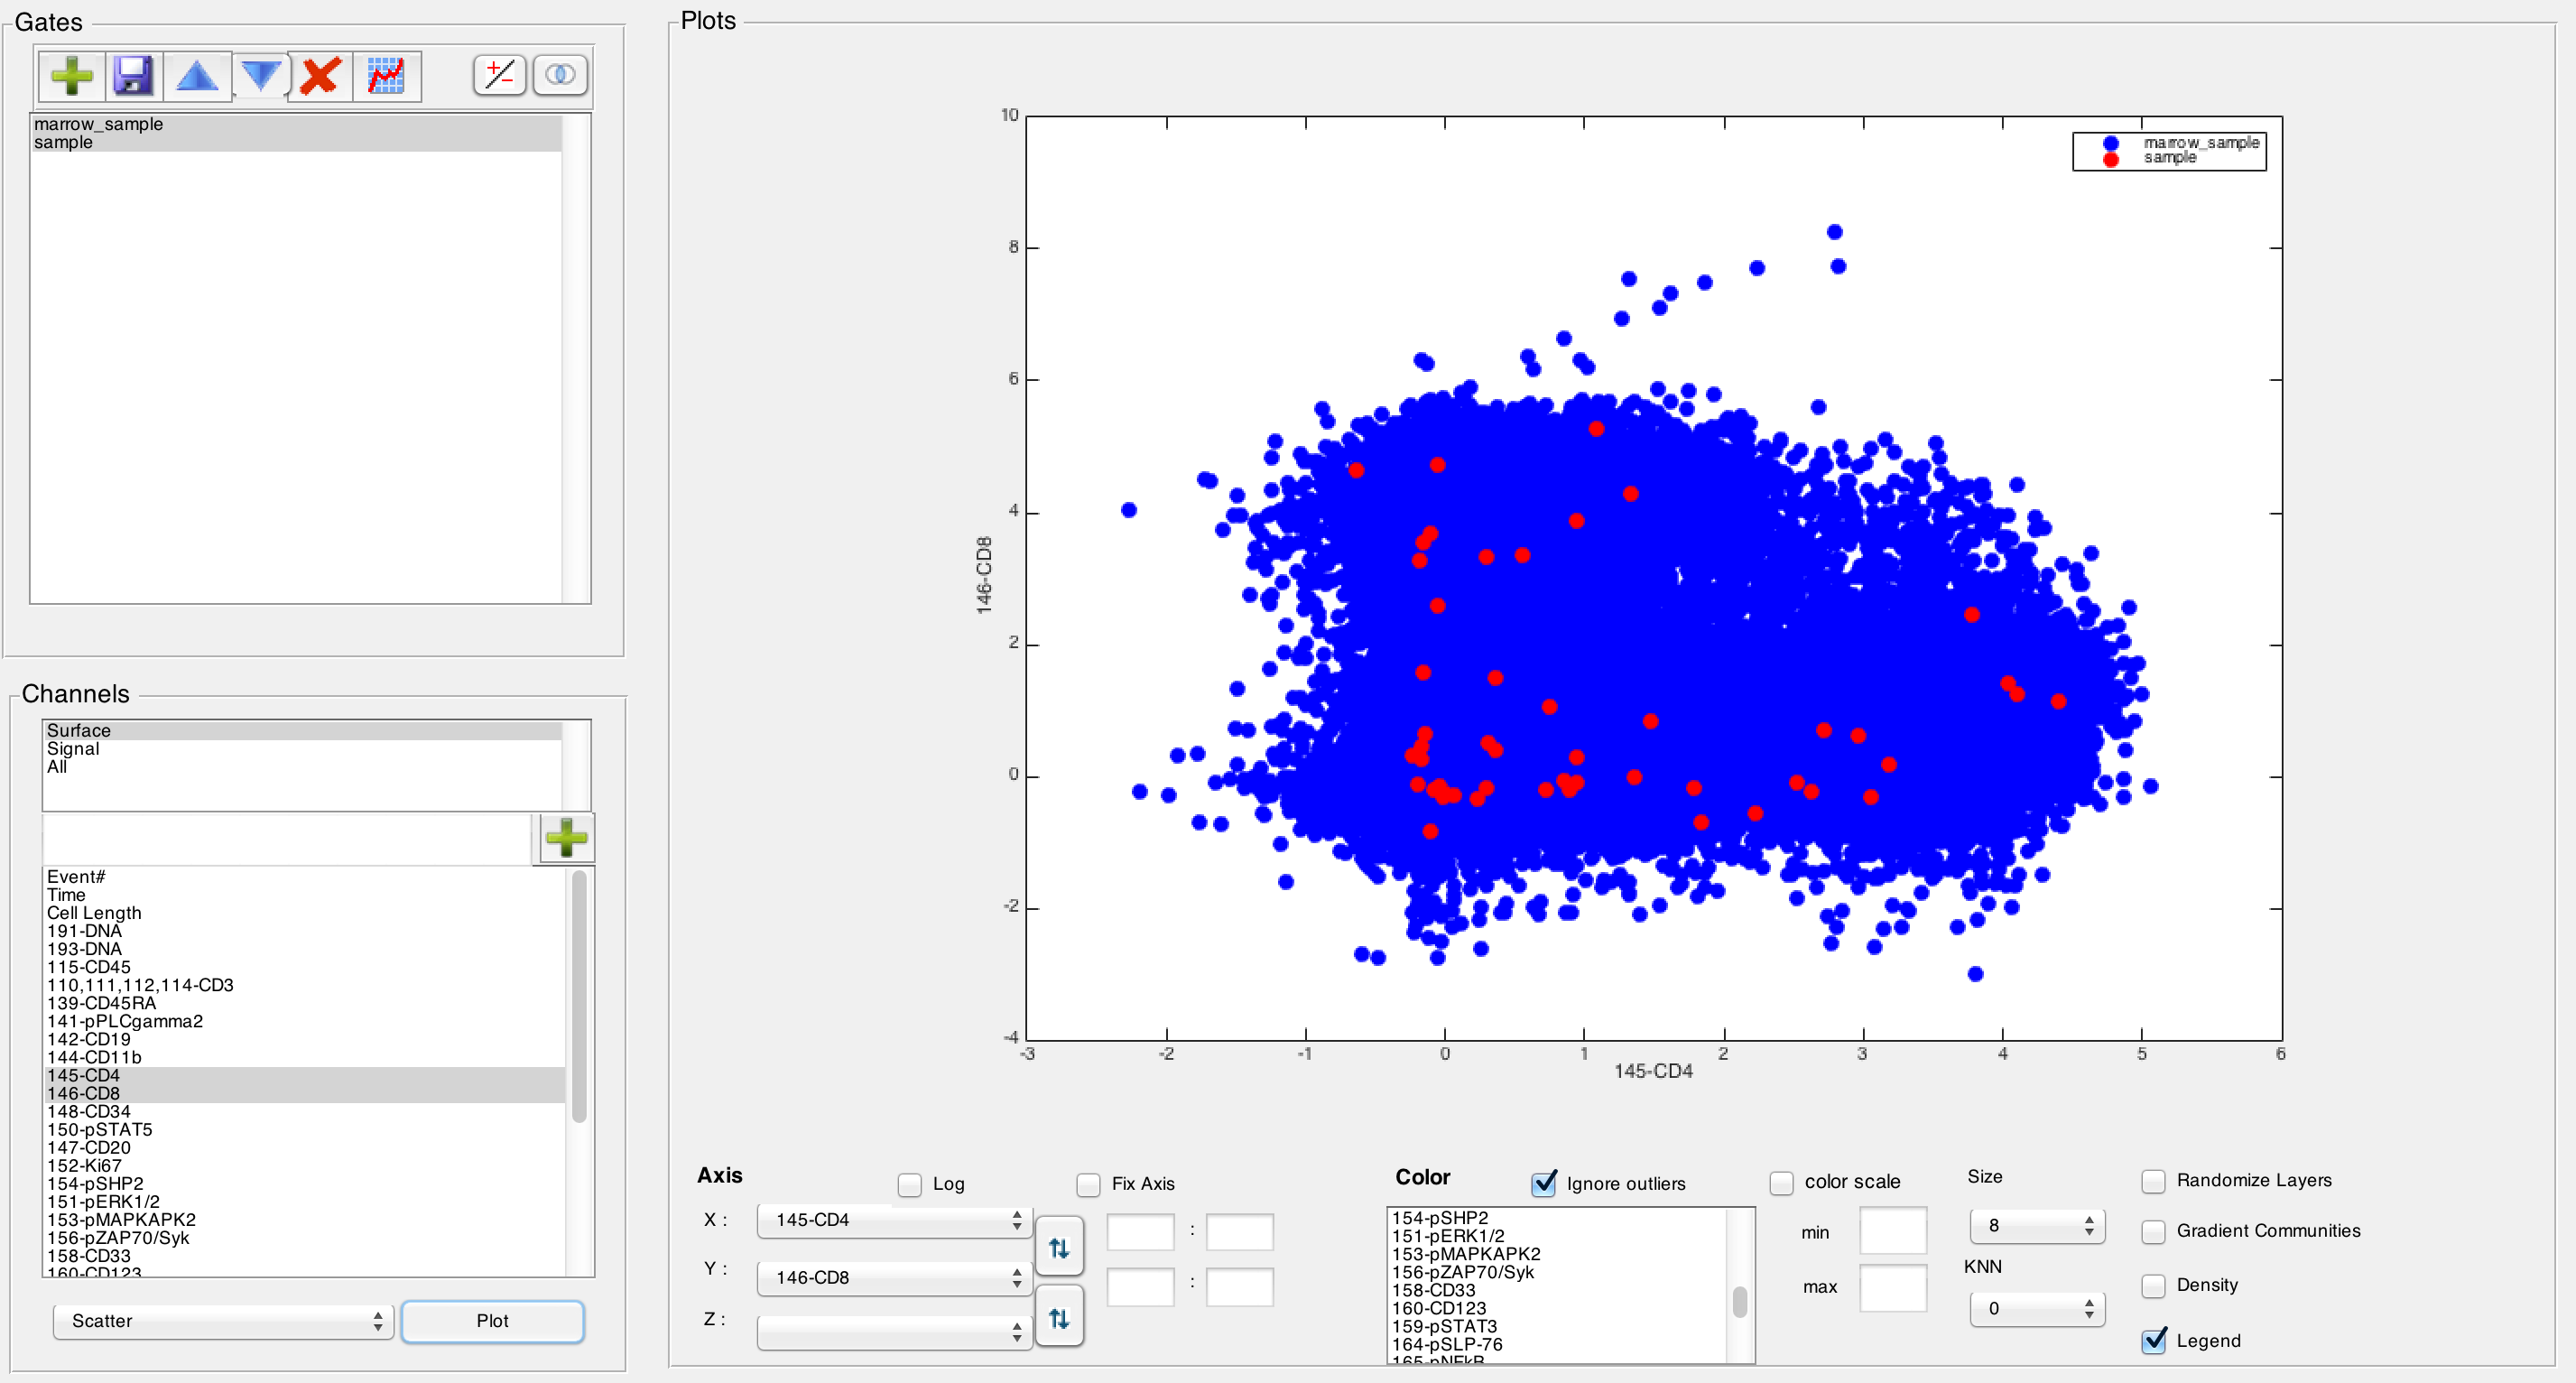 Gates
marrow_sample
sample
Channels
Surface
Signal
All
Event#
Time
Cell Length
191-DNA
193-DNA
115-CD45
110,111,112,114-CD3
139-CD45RA
141-pPLCgamma2
142-CD19
144-CD11b
145-CD4
146-CD8
148-CD34
150-pSTAT5
147-CD20
152-Ki67
154-pSHP2
151-pERK1/2
153-pMAPKAPK2
156-pZAP70/Syk
158-CD33
160-CD123
Scatter
Plot
Plots
marrow_sample
sample
10
8
6
4
2
0
-2
-4
146-CD8
-3 -2 -1 0 1 2 3 4 5 6
145-CD4
Axis
Log
Fix Axis
X :
145-CD4
:
Y :
146-CD8
:
Z :
Color
Ignore outliers
color scale
154-pSHP2
151-pERK1/2
153-pMAPKAPK2
156-pZAP70/Syk
158-CD33
160-CD123
159-pSTAT3
164-pSLP-76
165-pNFkB
min
max
Size
8
KNN
0
Randomize Layers
Gradient Communities
Density
Legend